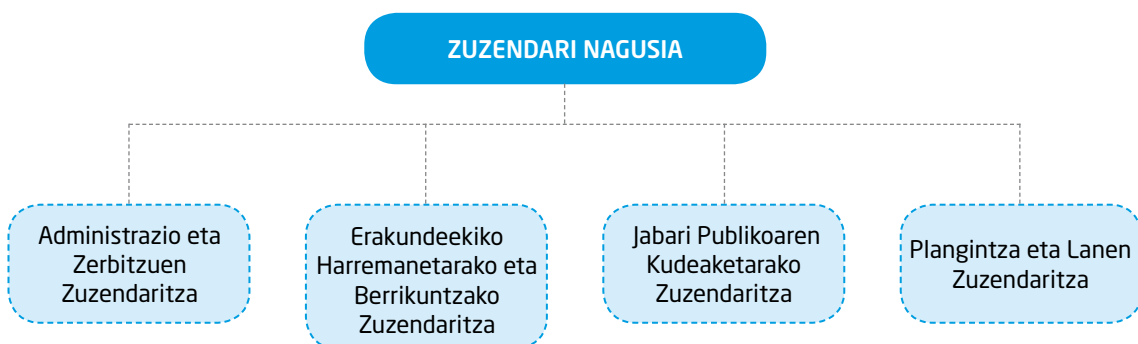 ZUZENDARI NAGUSIA
Administrazio eta
Zerbitzuen
Zuzendaritza
Erakundeekiko
Harremanetarako eta
Berrikuntzako
Zuzendaritza
Jabari Publikoaren
Kudeaketarako
Zuzendaritza
Plangintza eta Lanen
Zuzendaritza